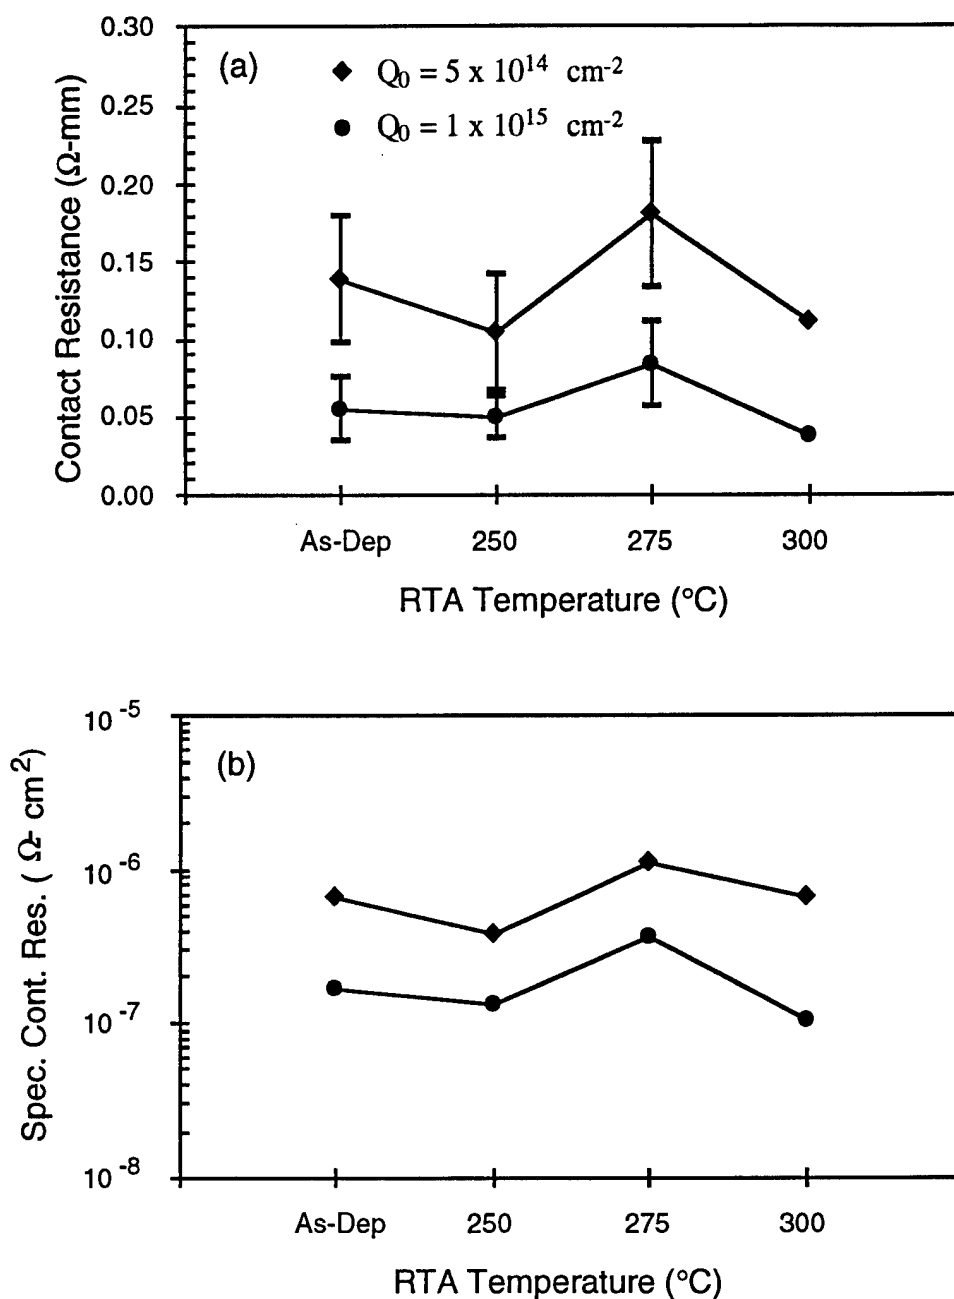 0.30
(a)
◆ Q₀ = 5 x 10¹⁴ cm⁻²
0.25
● Q₀ = 1 x 10¹⁵ cm⁻²
0.20
0.15
0.10
0.05
0.00
Contact Resistance (Ω-mm)
As-Dep 250 275 300
RTA Temperature (°C)
10⁻⁵
(b)
10⁻⁶
10⁻⁷
10⁻⁸
Spec. Cont. Res. ( Ω- cm²)
As-Dep 250 275 300
RTA Temperature (°C)